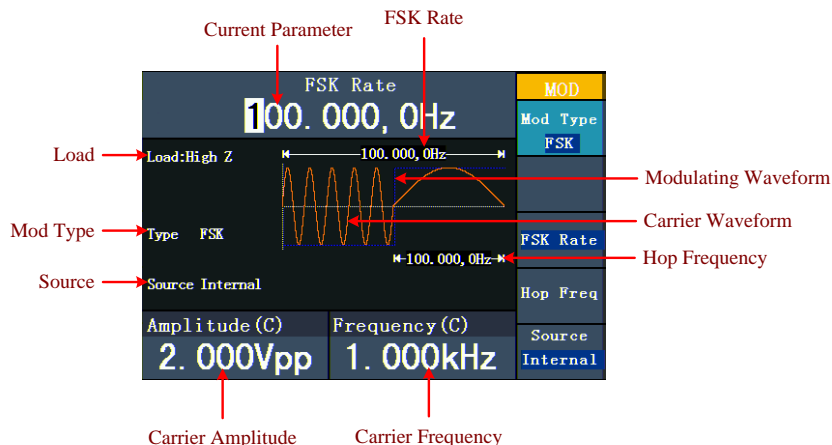 FSK Rate
Current Parameter
FSK Rate
100.000,0Hz
MOD
Mod Type
FSK
Load
Load:High Z
100.000,0Hz
Modulating Waveform
Carrier Waveform
Mod Type
Type FSK
FSK Rate
100.000,0Hz
Hop Frequency
Source
Source Internal
Hop Freq
Amplitude(C)
Frequency(C)
2.000Vpp
1.000kHz
Source
Internal
Carrier Amplitude
Carrier Frequency